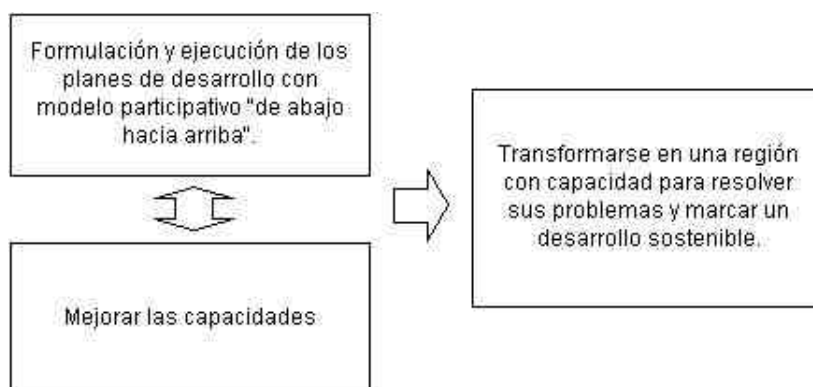 Formulación y ejecución de los
planes de desarrollo con
modelo participativo "de abajo
hacia arriba".
Mejorar las capacidades
Transformarse en una región
con capacidad para resolver
sus problemas y marcar un
desarrollo sostenible.